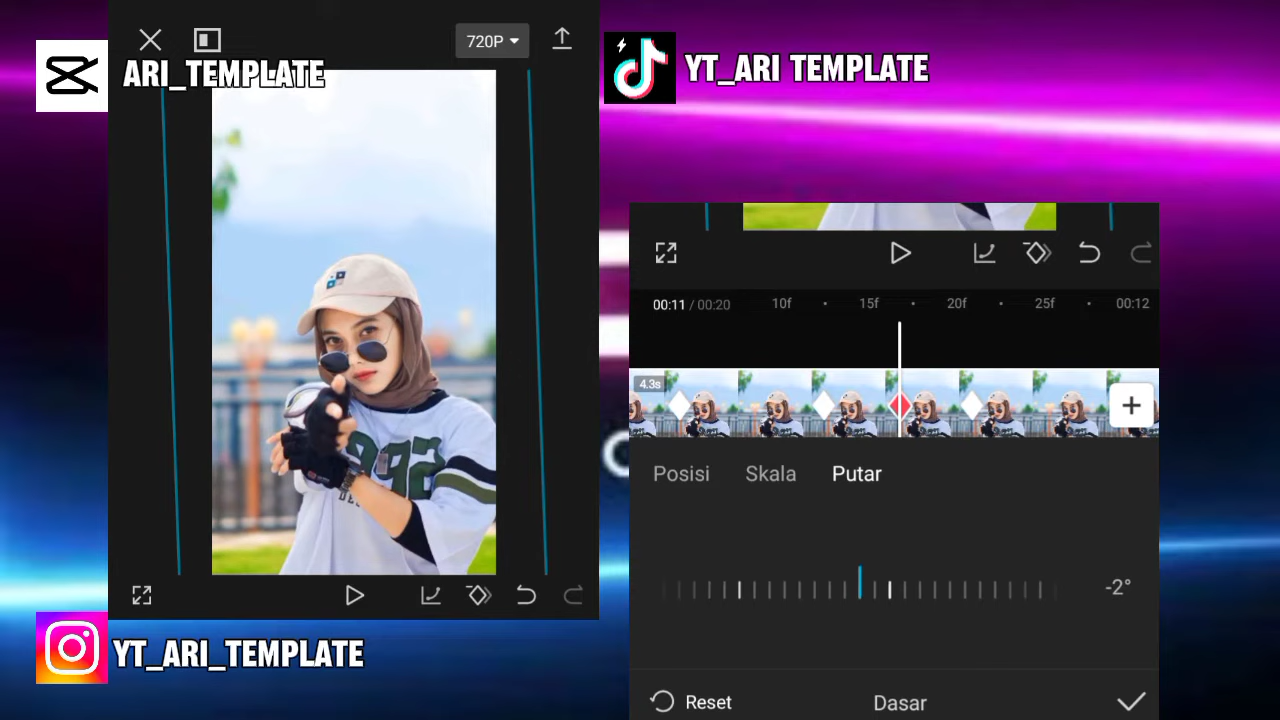 720P
ARI_TEMPLATE
YT_ARI TEMPLATE
992
00:11 / 00:20
10f
15f
20f
25f
00:12
4.3s
Posisi
Skala
Putar
-2°
Reset
Dasar
YT_ARI_TEMPLATE